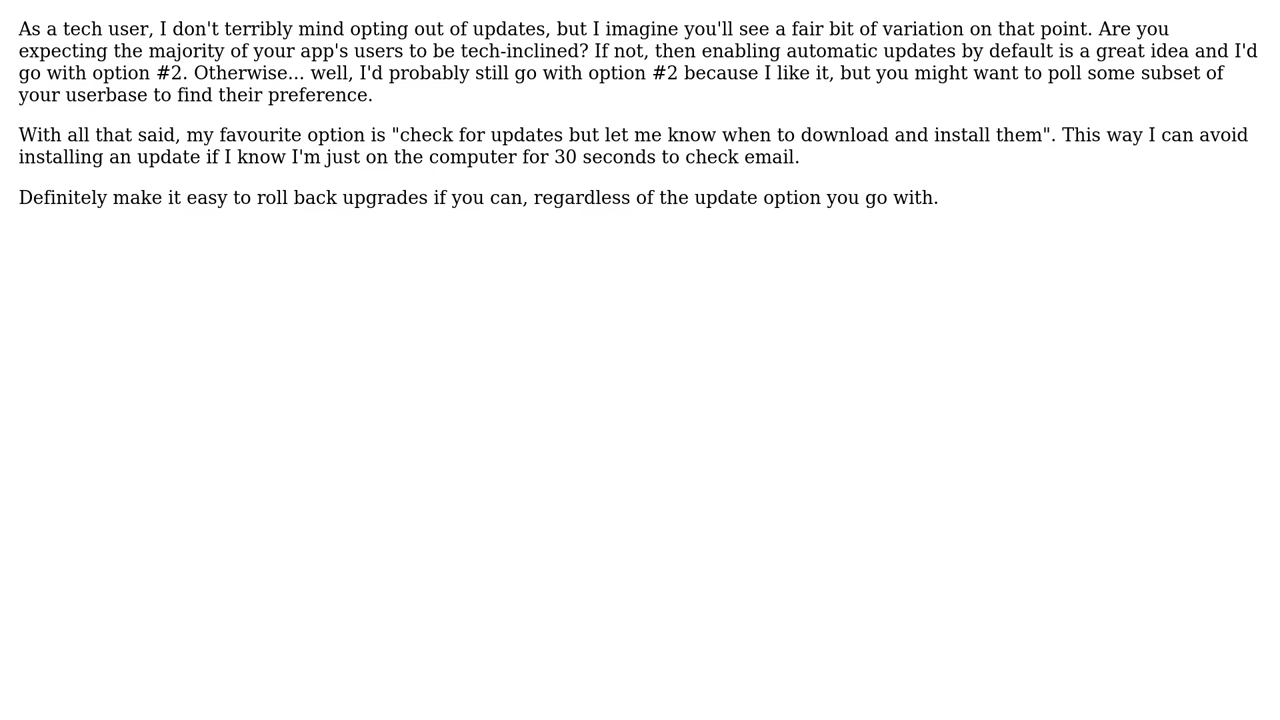 As a tech user, I don't terribly mind opting out of updates, but I imagine you'll see a fair bit of variation on that point. Are you
expecting the majority of your app's users to be tech-inclined? If not, then enabling automatic updates by default is a great idea and I'd
go with option #2. Otherwise... well, I'd probably still go with option #2 because I like it, but you might want to poll some subset of
your userbase to find their preference.
With all that said, my favourite option is "check for updates but let me know when to download and install them". This way I can avoid
installing an update if I know I'm just on the computer for 30 seconds to check email.
Definitely make it easy to roll back upgrades if you can, regardless of the update option you go with.